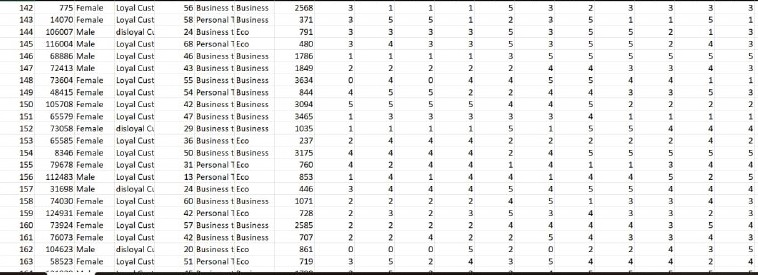 142 775 Female Loyal Cust 56 Business t Business 2568 3 1 1 1 5 3 2 3 3 3 3
143 14070 Female Loyal Cust 58 Personal T Business 371 3 5 5 1 2 3 5 1 1 5 1
144 106007 Male disloyal Cu 24 Business t Eco 791 3 3 3 3 5 3 5 5 2 1 3
145 116004 Male Loyal Cust 68 Personal T Eco 480 3 4 3 3 5 3 5 5 2 4 3
146 68886 Male Loyal Cust 46 Business t Business 1786 1 1 1 1 3 5 5 5 5 5 5
147 72413 Male Loyal Cust 43 Business t Business 1849 2 2 2 2 2 4 4 3 3 4 3
148 73604 Female Loyal Cust 55 Business t Business 3634 0 4 0 4 4 5 5 4 4 1 1
149 48415 Female Loyal Cust 54 Personal T Business 844 4 5 5 2 2 4 4 3 3 5 3
150 105708 Female Loyal Cust 42 Business t Business 3094 5 5 5 5 4 4 5 2 2 2 2
151 65579 Female Loyal Cust 47 Business t Business 3465 1 3 3 3 3 3 4 1 1 1 1
152 73058 Female disloyal Cu 29 Business t Business 1035 1 1 1 1 5 1 5 5 4 4 4
153 65585 Female Loyal Cust 36 Business t Eco 237 2 4 4 4 2 2 2 2 2 4 2
154 8346 Female Loyal Cust 50 Business t Business 3175 4 4 4 4 2 4 5 5 5 5 5
155 79678 Female Loyal Cust 31 Personal T Eco 760 4 2 4 4 1 4 1 1 3 4 4
156 112483 Male Loyal Cust 13 Personal T Eco 853 1 4 1 4 4 1 4 4 5 2 5
157 31698 Male disloyal Cu 24 Business t Eco 446 3 4 4 4 5 4 5 5 4 4 4
158 74030 Female Loyal Cust 60 Business t Business 1071 2 2 2 2 4 5 1 3 3 4 3
159 124931 Female Loyal Cust 42 Personal T Eco 728 2 3 2 3 5 3 4 3 3 2 3
160 73924 Female Loyal Cust 57 Business t Business 2585 2 2 2 2 4 4 4 4 3 5 4
161 76073 Female Loyal Cust 42 Business t Business 707 2 2 4 2 2 5 4 3 3 4 3
162 104623 Male disloyal Cu 20 Business t Eco 861 0 0 0 5 2 0 2 2 4 3 5
163 58523 Female Loyal Cust 51 Personal T Eco 719 3 5 2 4 3 5 4 4 4 2 4